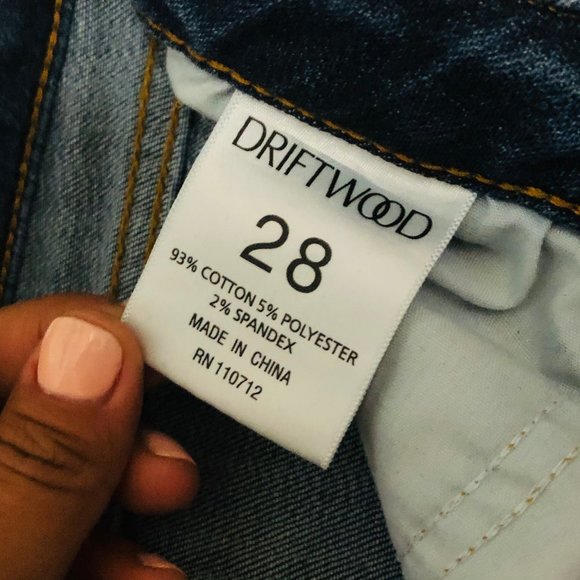 DRIFTWOOD
28
93% COTTON 5% POLYESTER
2% SPANDEX
MADE IN CHINA
RN 110712